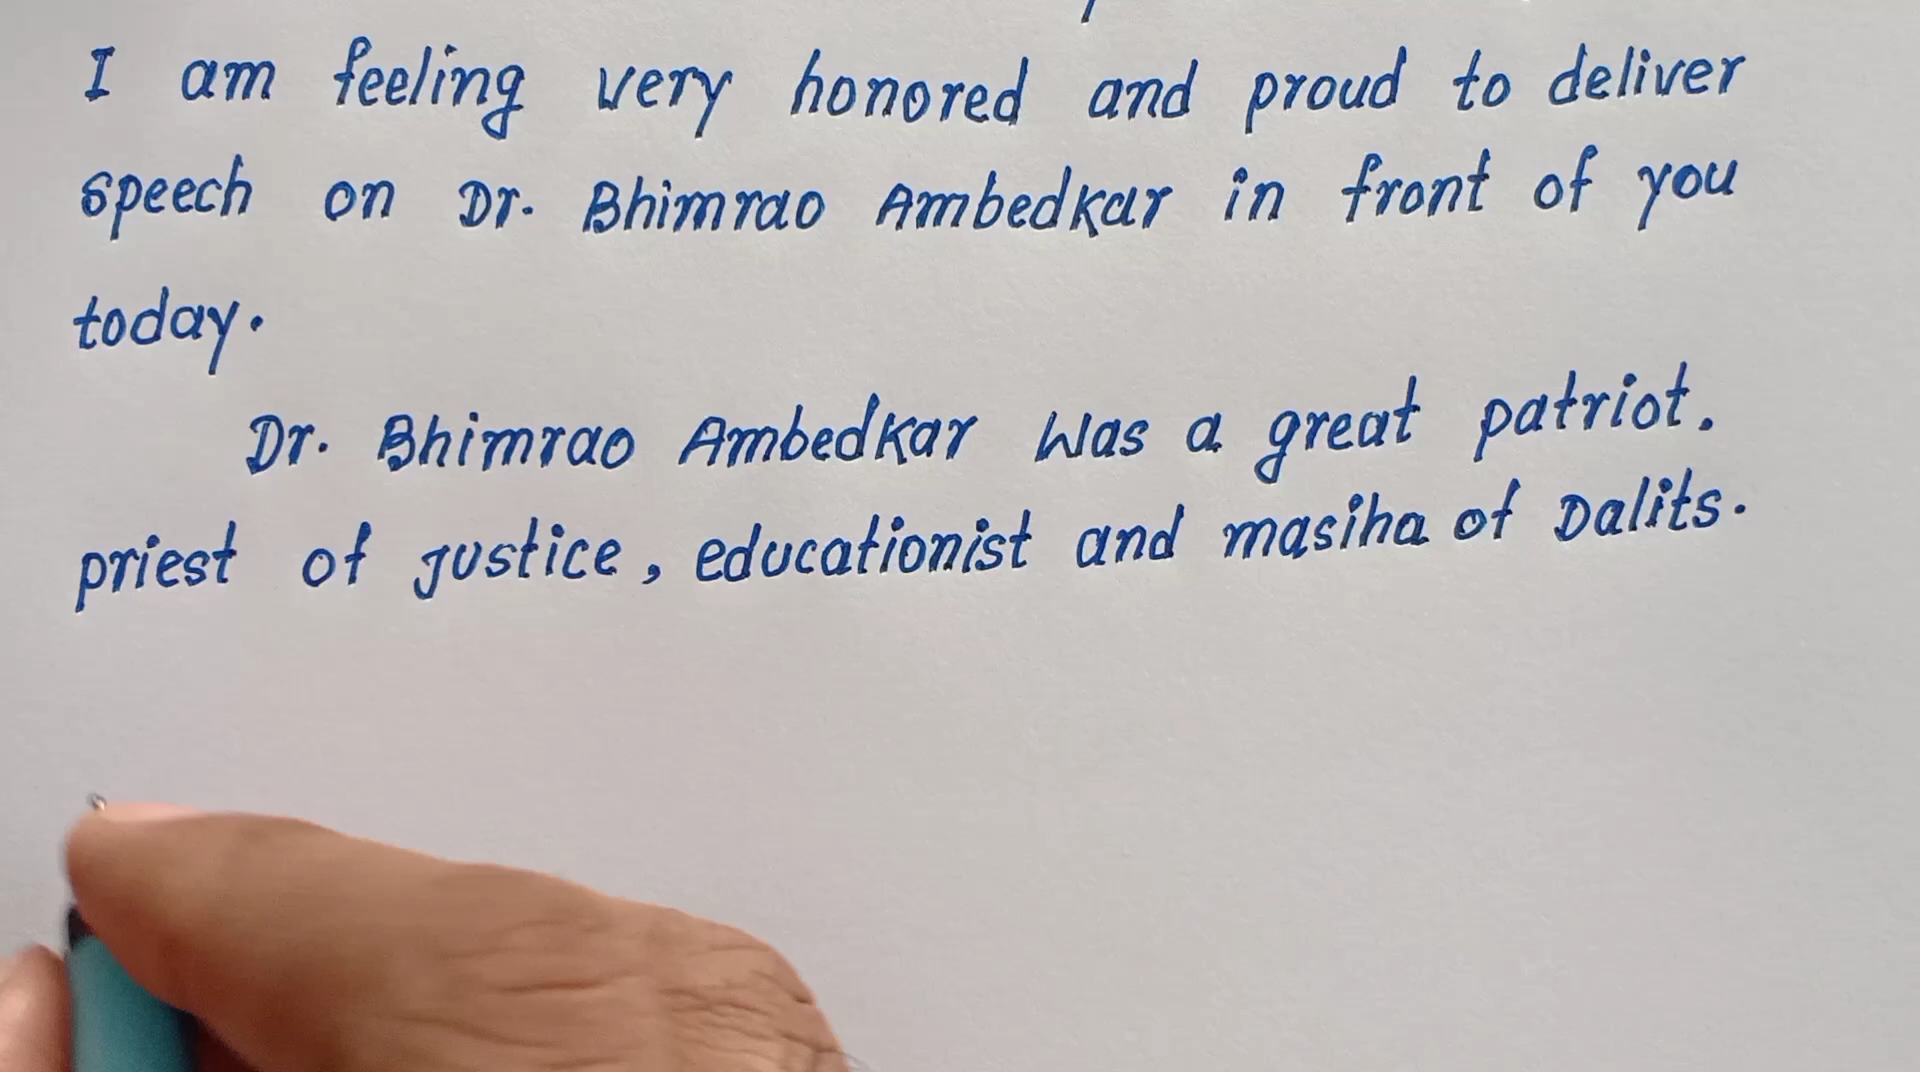 I am feeling very honored and proud to deliver
speech on Dr. Bhimrao Ambedkar in front of you
today.
Dr. Bhimrao Ambedkar Was a great patriot.
priest of justice, educationist and masiha of Dalits.